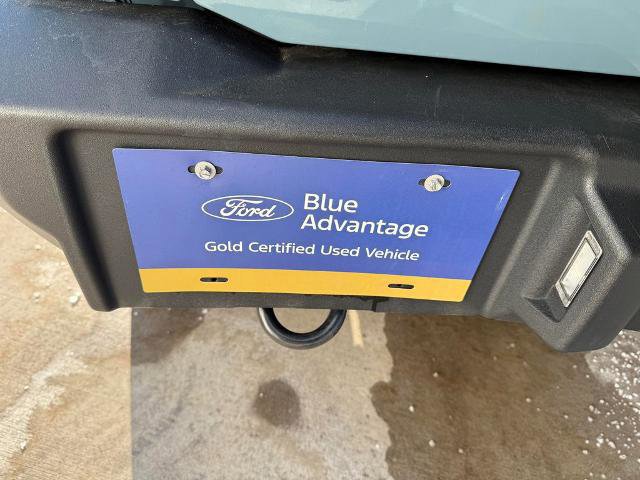 Ford
Blue
Advantage
Gold Certified Used Vehicle